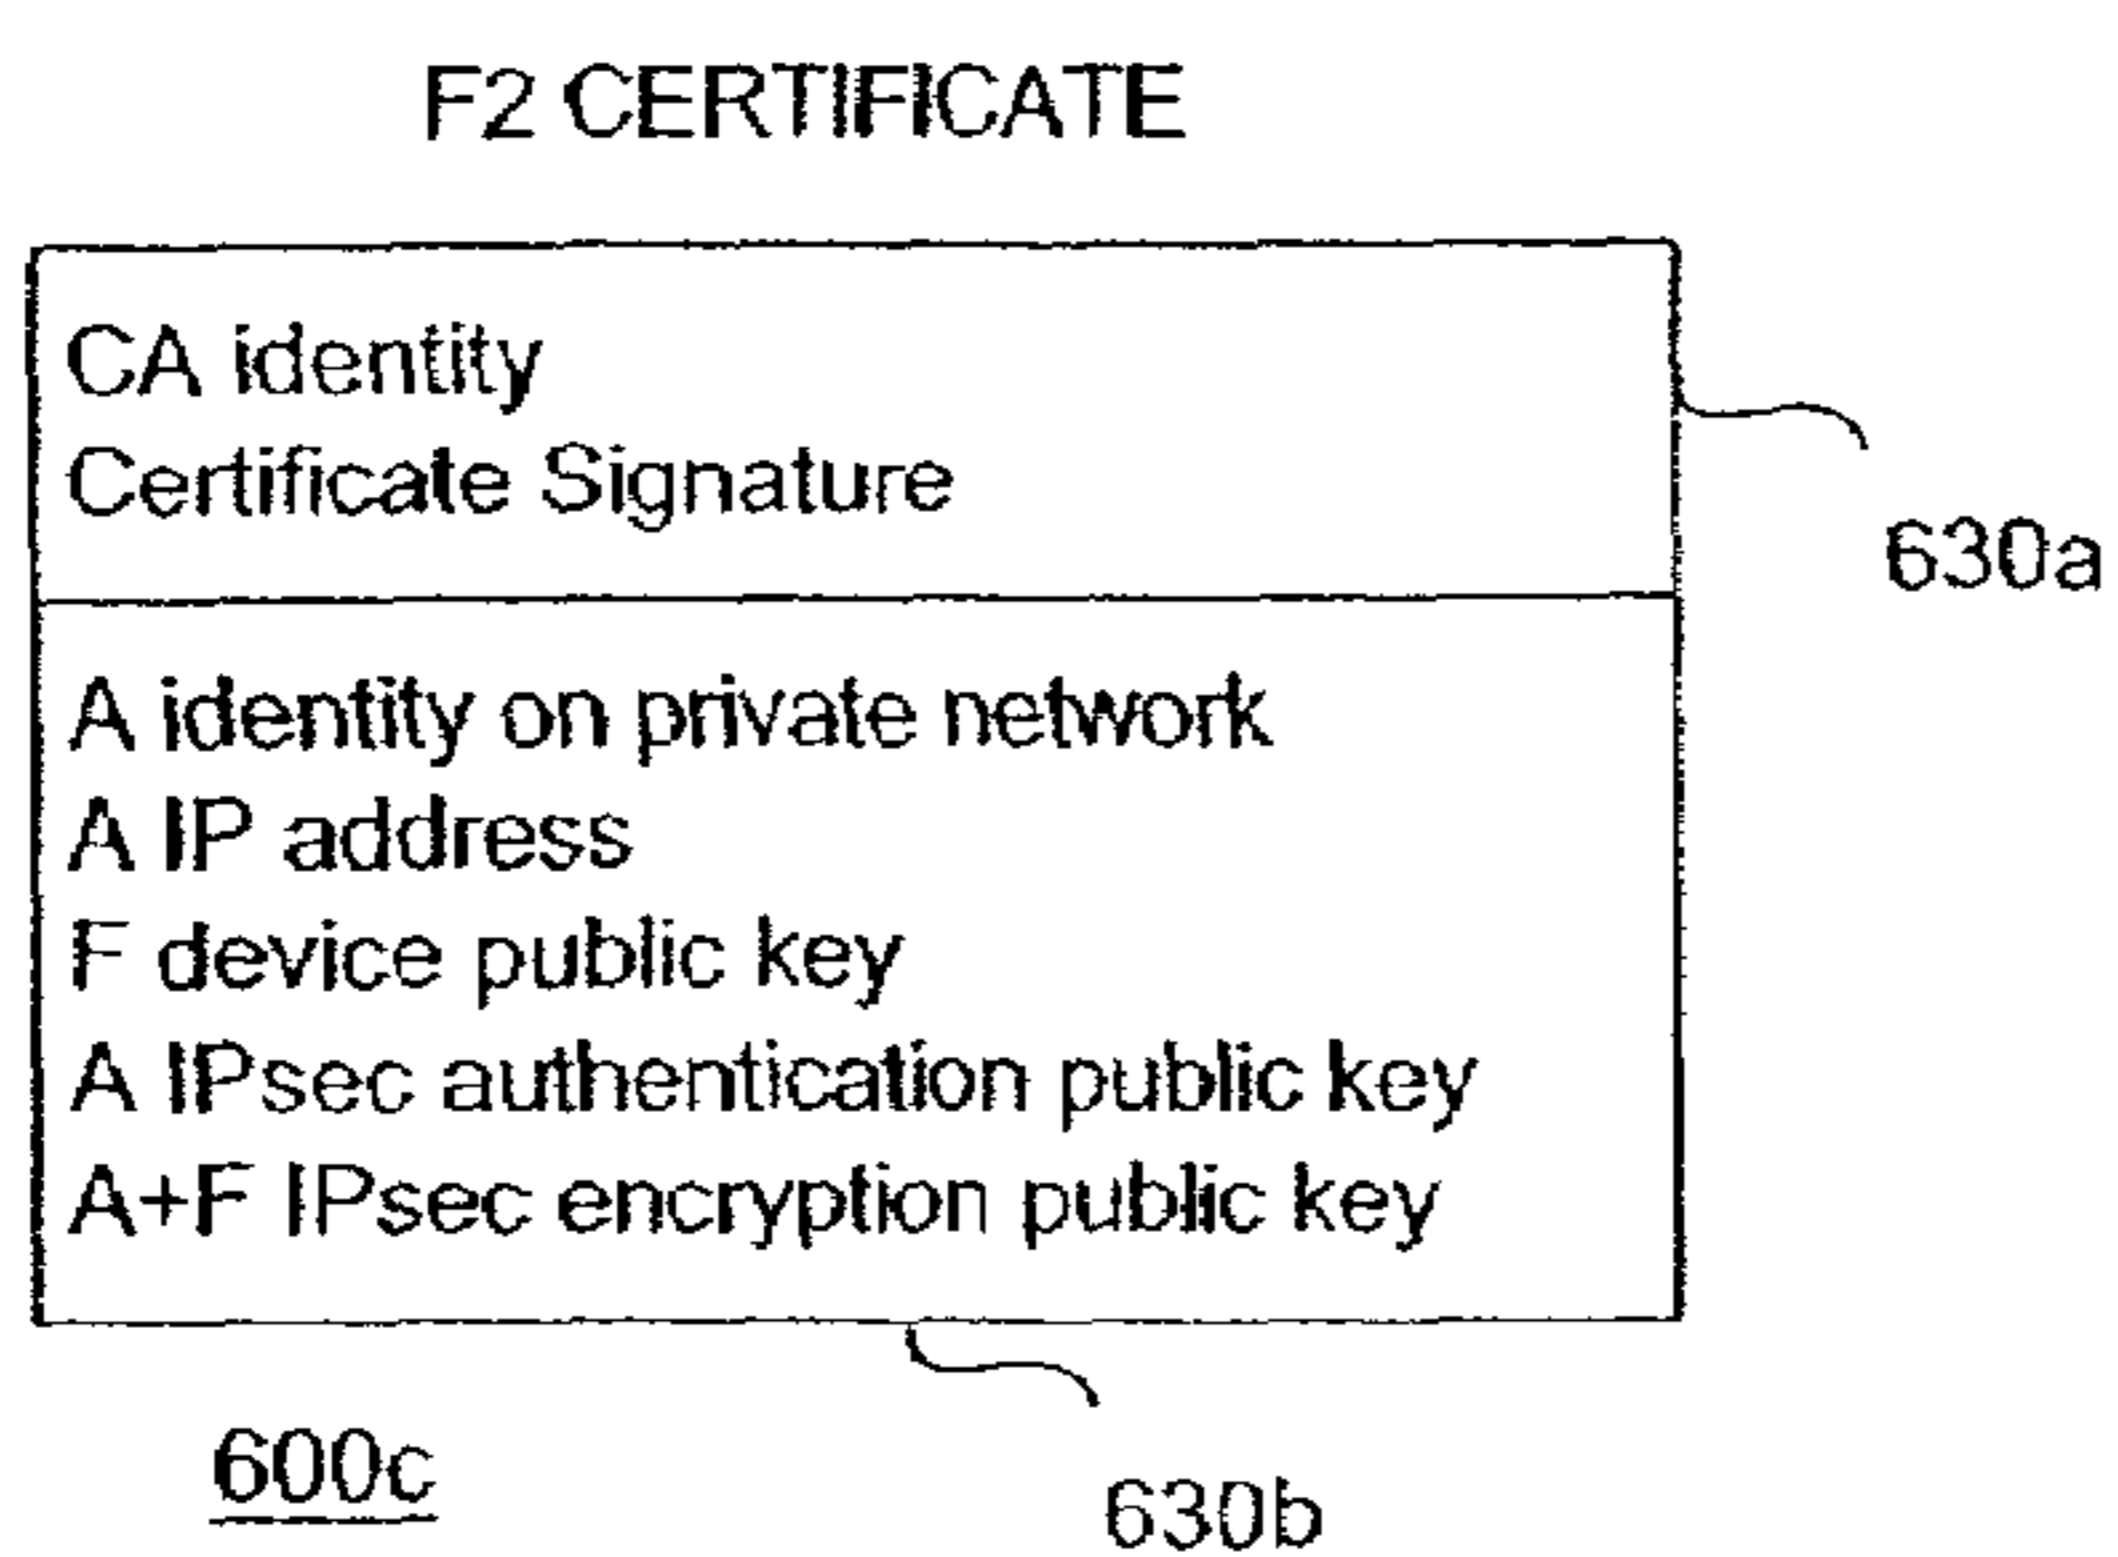 F2 CERTIFICATE
CA identity
Certificate Signature
630a
A identity on private network
A IP address
F device public key
A IPsec authentication public key
A+F IPsec encryption public key
600c
630b